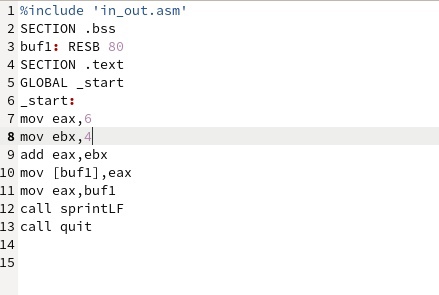 1 %include 'in_out.asm'
2 SECTION .bss
3 buf1: RESB 80
4 SECTION .text
5 GLOBAL _start
6 _start:
7 mov eax,6
8 mov ebx,4
9 add eax,ebx
10 mov [buf1],eax
11 mov eax,buf1
12 call sprintLF
13 call quit
14
15